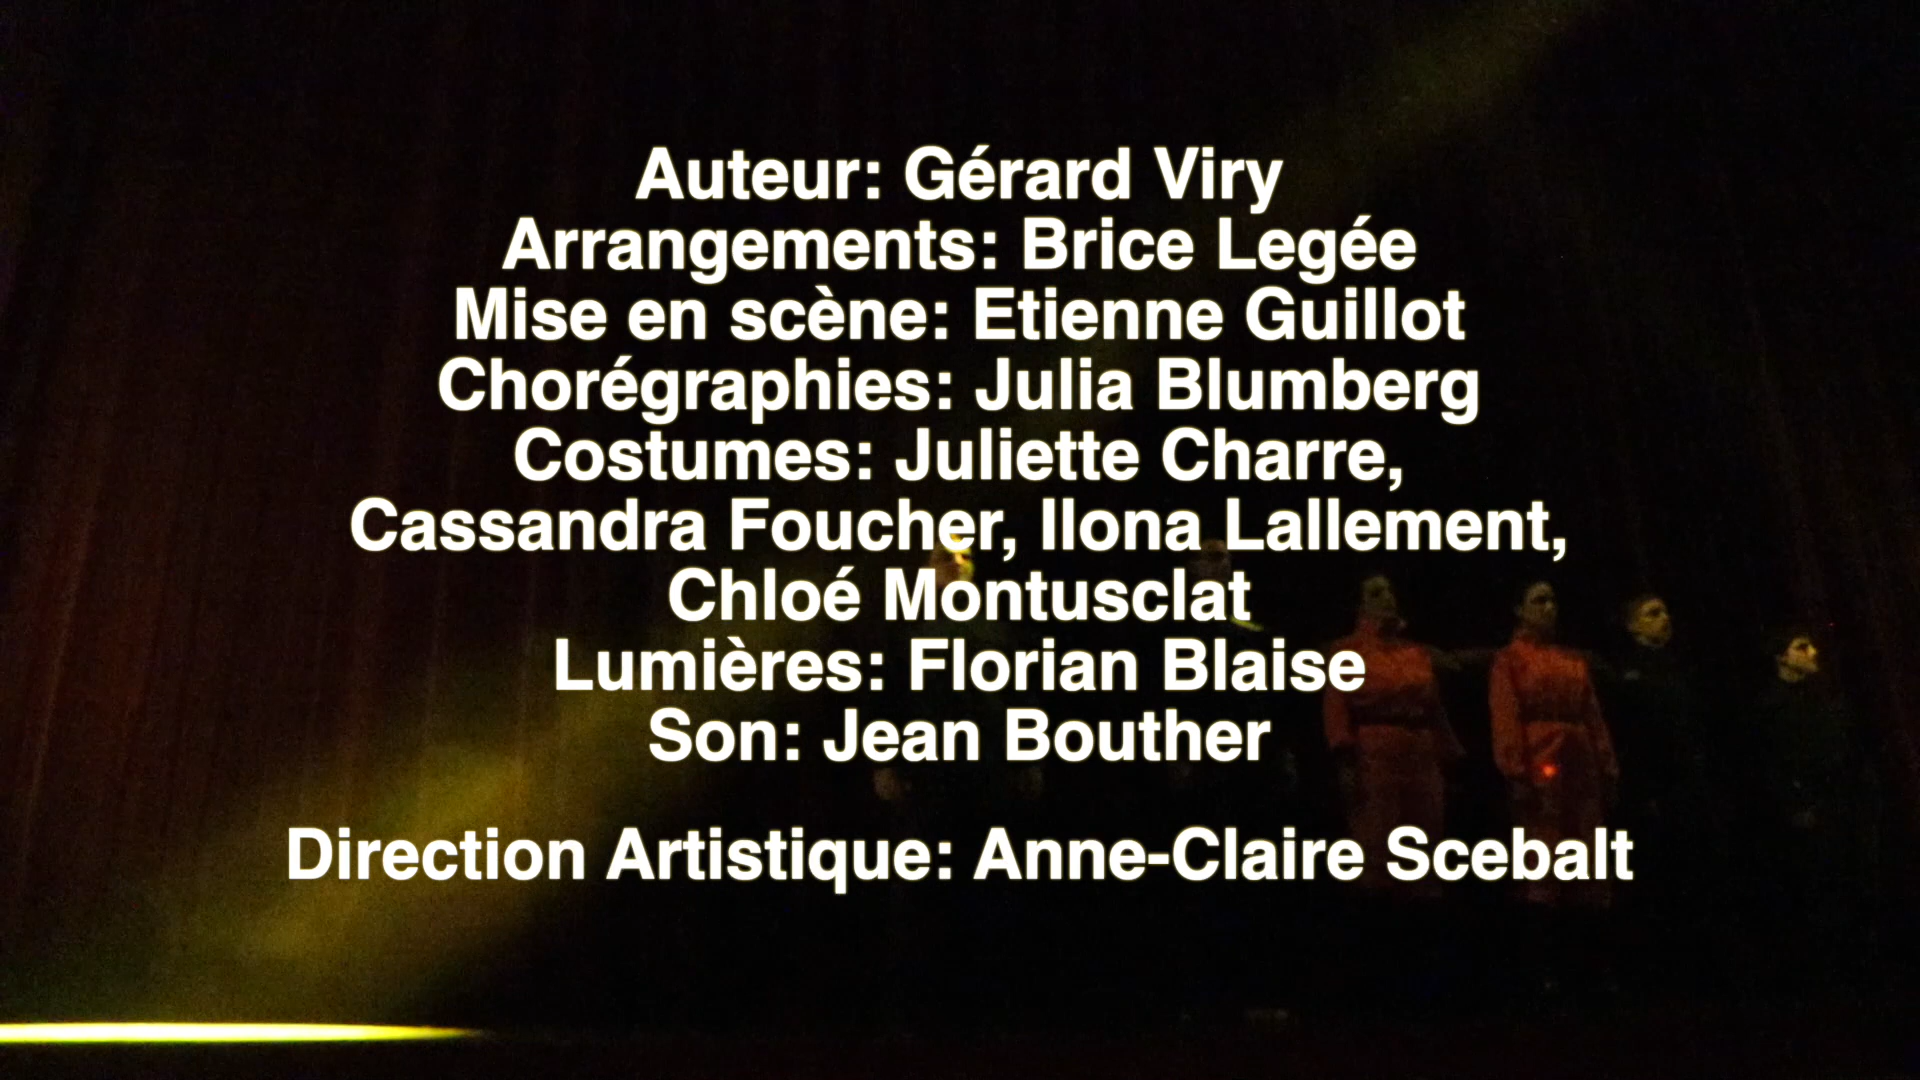 Auteur: Gérard Viry
Arrangements: Brice Legée
Mise en scène: Etienne Guillot
Chorégraphies: Julia Blumberg
Costumes: Juliette Charre,
Cassandra Foucher, Ilona Lallement,
Chloé Montusclat
Lumières: Florian Blaise
Son: Jean Bouther
Direction Artistique: Anne-Claire Scebalt